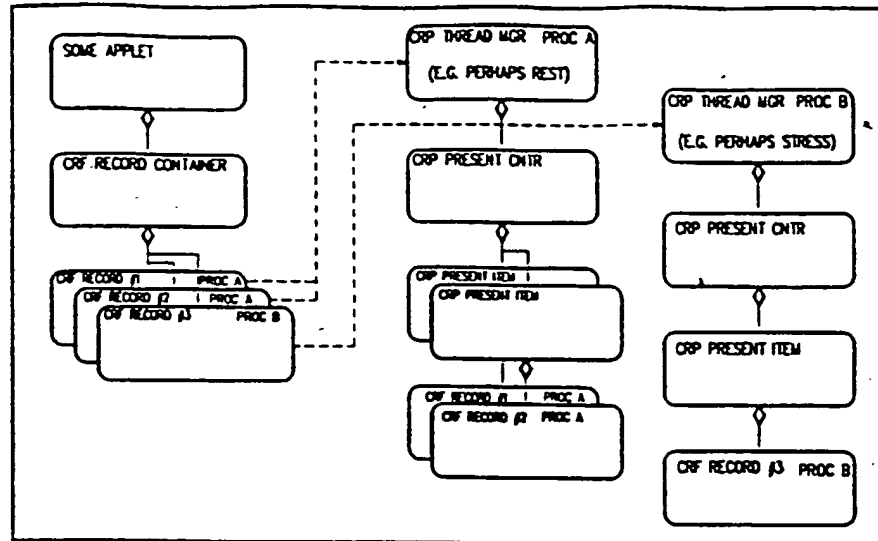 SOME APPLET
CRF RECORD CONTAINER
CRF RECORD #1 PROC A
CRF RECORD #2 PROC A
CRF RECORD #3 PROC B
CRP THREAD MGR PROC A
(E.G. PERHAPS REST)
CRP PRESENT CNTR
CRP PRESENT ITEM
CRP PRESENT ITEM
CRF RECORD #1 PROC A
CRF RECORD #2 PROC A
CRP THREAD MGR PROC B
(E.G. PERHAPS STRESS)
CRP PRESENT CNTR
CRP PRESENT ITEM
CRF RECORD #3 PROC B